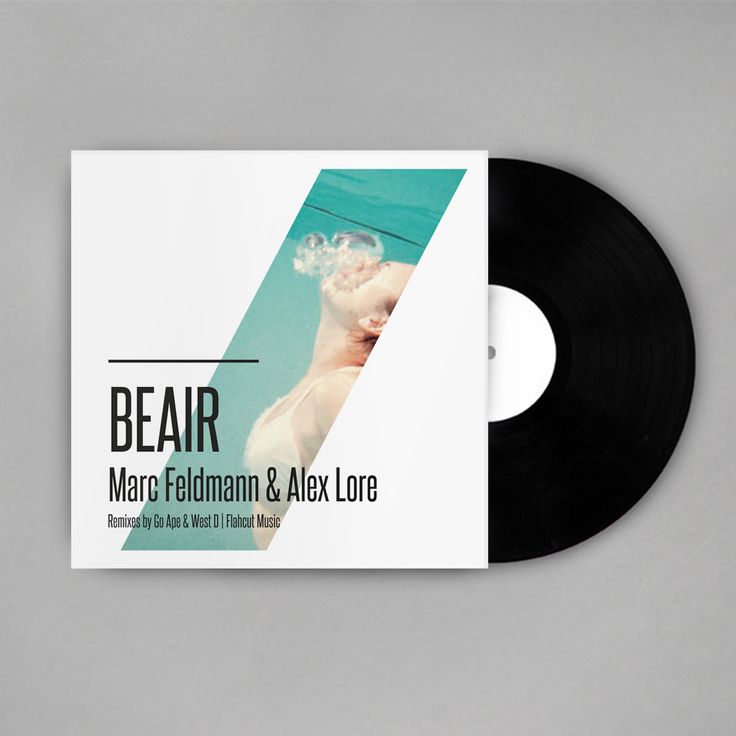 BEAIR
Marc Feldmann & Alex Lore
Remixes by Go Ape & West D | Flahcut Music